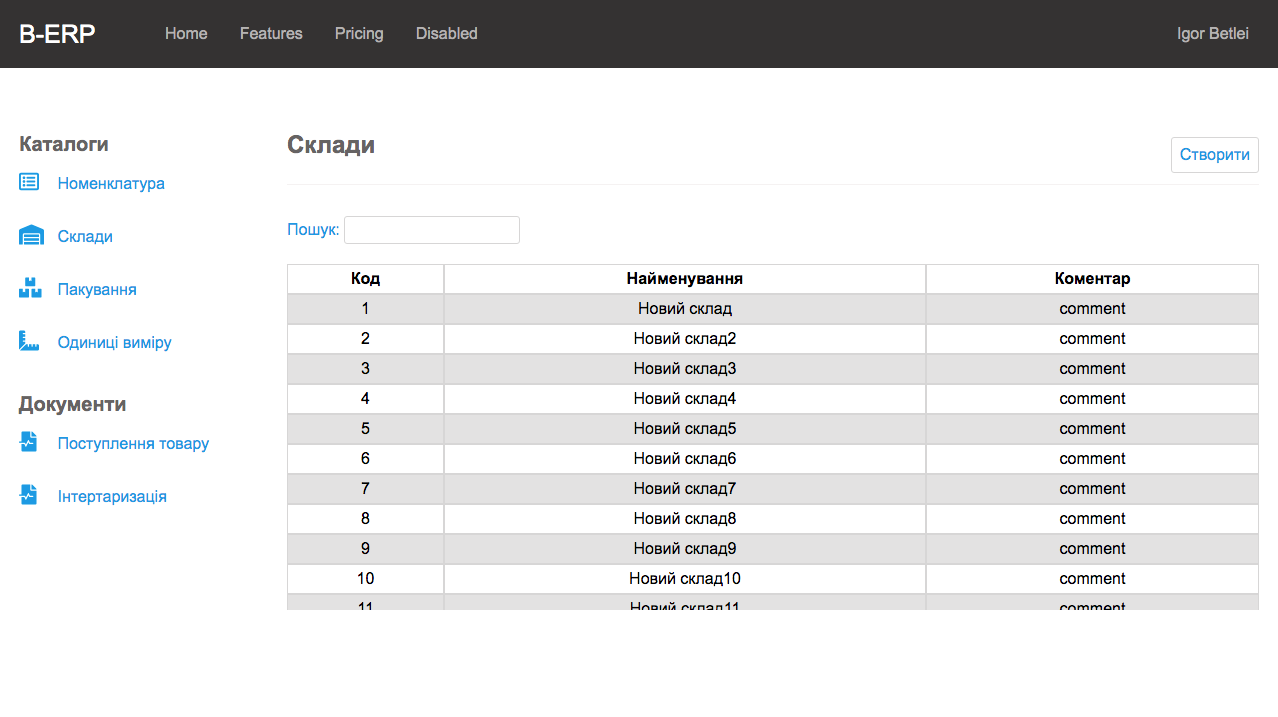 B-ERP Home Features Pricing Disabled Igor Betlei
Каталоги
Номенклатура
Склади
Пакування
Одиниці виміру
Документи
Поступлення товару
Інтертаризація
Склади
Створити
Пошук:
Код Найменування Коментар
1 Новий склад comment
2 Новий склад2 comment
3 Новий склад3 comment
4 Новий склад4 comment
5 Новий склад5 comment
6 Новий склад6 comment
7 Новий склад7 comment
8 Новий склад8 comment
9 Новий склад9 comment
10 Новий склад10 comment
11 Новий склад11 comment